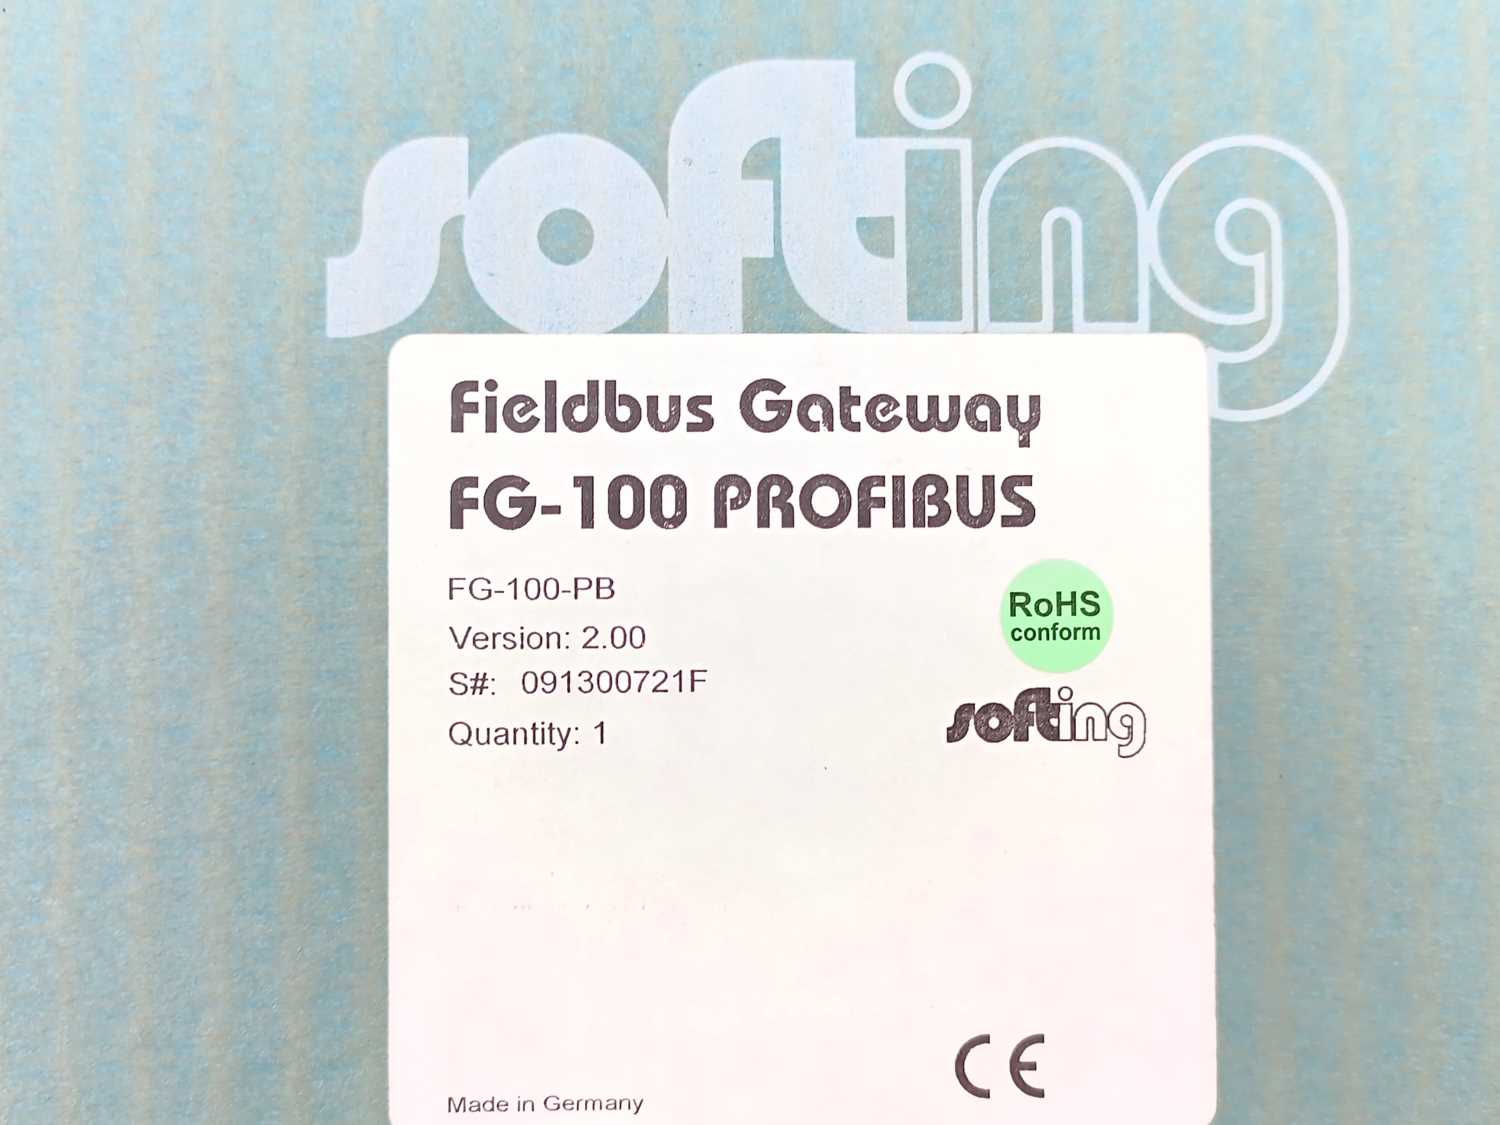 softing
Fieldbus Gateway
FG-100 PROFIBUS
FG-100-PB
Version: 2.00
S#: 091300721F
Quantity: 1
RoHS
conform
softing
CE
Made in Germany